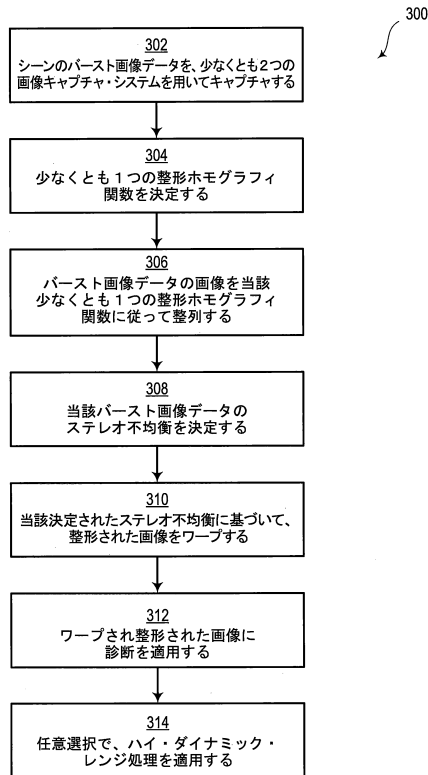 300
302
シーンのバースト画像データを、少なくとも2つの
画像キャプチャ・システムを用いてキャプチャする
304
少なくとも1つの整形ホモグラフィ
関数を決定する
306
バースト画像データの画像を当該
少なくとも1つの整形ホモグラフィ
関数に従って整列する
308
当該バースト画像データの
ステレオ不均衡を決定する
310
当該決定されたステレオ不均衡に基づいて、
整形された画像をワープする
312
ワープされ整形された画像に
診断を適用する
314
任意選択で、ハイ・ダイナミック・
レンジ処理を適用する